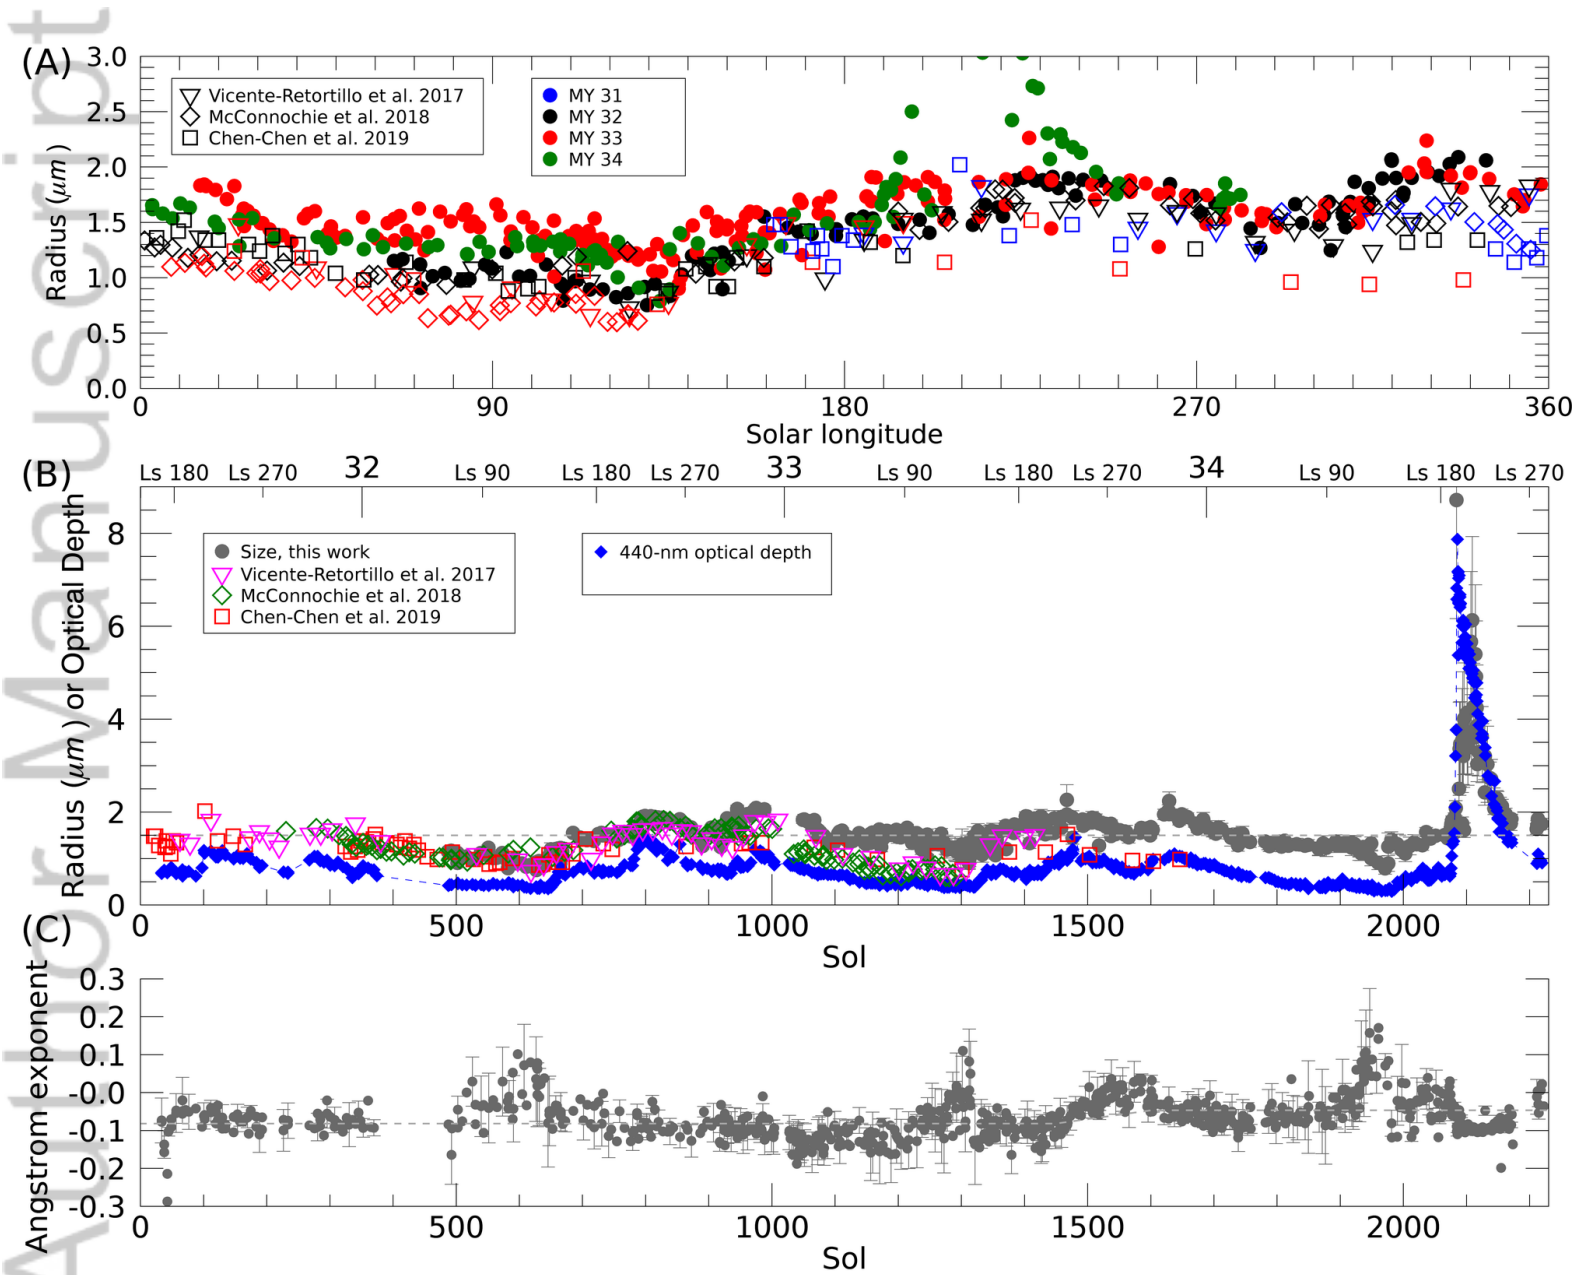 Author Manuscript
(A)
3.0
2.5
2.0
1.5
1.0
0.5
0.0
Radius (μm)
Vicente-Retortillo et al. 2017
McConnochie et al. 2018
Chen-Chen et al. 2019
MY 31
MY 32
MY 33
MY 34
0 90 180 270 360
Solar longitude
(B)
Ls 180 Ls 270 32 Ls 90 Ls 180 Ls 270 33 Ls 90 Ls 180 Ls 270 34 Ls 90 Ls 180 Ls 270
8
6
4
2
0
Radius (μm) or Optical Depth
Size, this work
Vicente-Retortillo et al. 2017
McConnochie et al. 2018
Chen-Chen et al. 2019
440-nm optical depth
0 500 1000 1500 2000
Sol
(C)
0.3
0.2
0.1
-0.0
-0.1
-0.2
-0.3
Angstrom exponent
0 500 1000 1500 2000
Sol